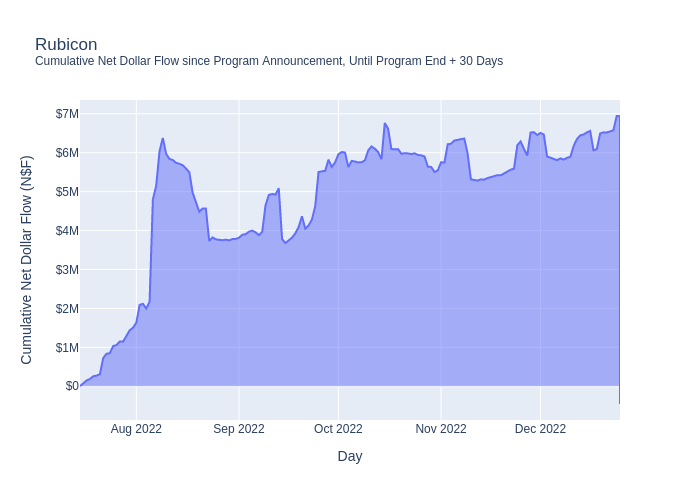 Rubicon
Cumulative Net Dollar Flow since Program Announcement, Until Program End + 30 Days
Cumulative Net Dollar Flow (N$F)
$7M
$6M
$5M
$4M
$3M
$2M
$1M
$0
Aug 2022
Sep 2022
Oct 2022
Nov 2022
Dec 2022
Day